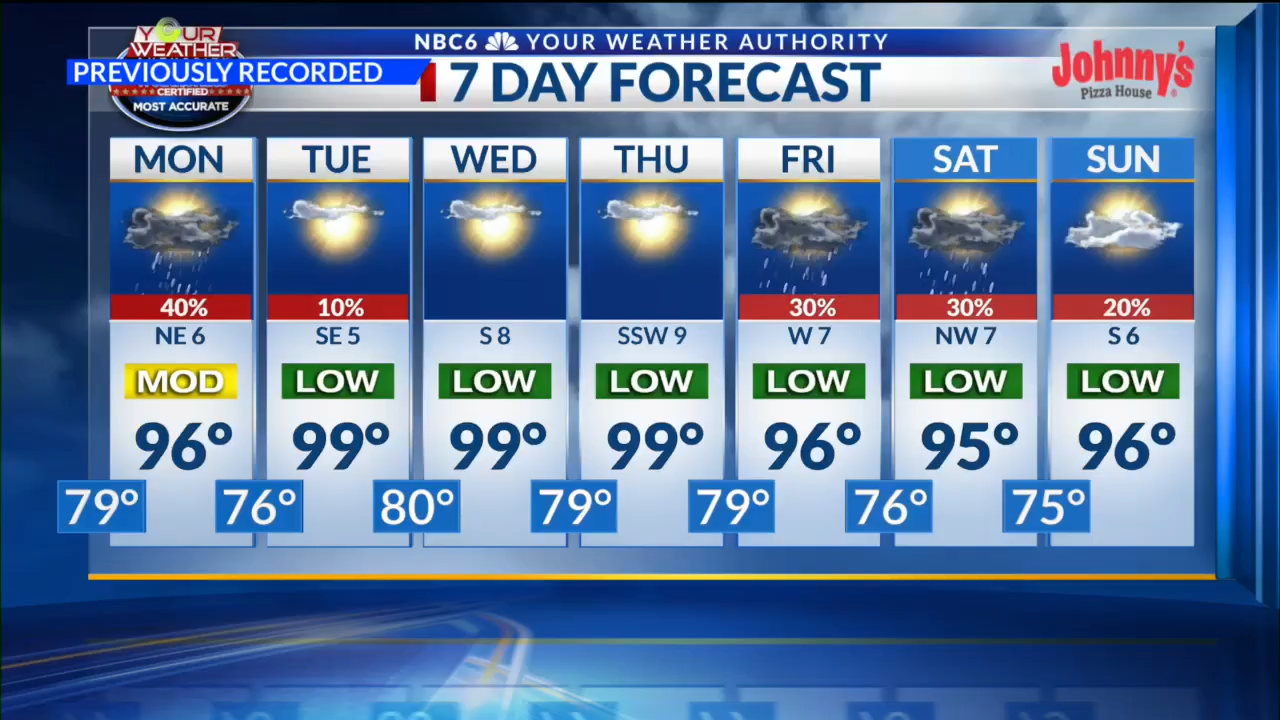 YOUR
WEATHER
PREVIOUSLY RECORDED
CERTIFIED
MOST ACCURATE
NBC6 YOUR WEATHER AUTHORITY
7 DAY FORECAST
Johnny's
Pizza House
MON TUE WED THU FRI SAT SUN
40% 10% 30% 30% 20%
NE 6 SE 5 S 8 SSW 9 W 7 NW 7 S 6
MOD LOW LOW LOW LOW LOW LOW
96° 99° 99° 99° 96° 95° 96°
79° 76° 80° 79° 79° 76° 75°